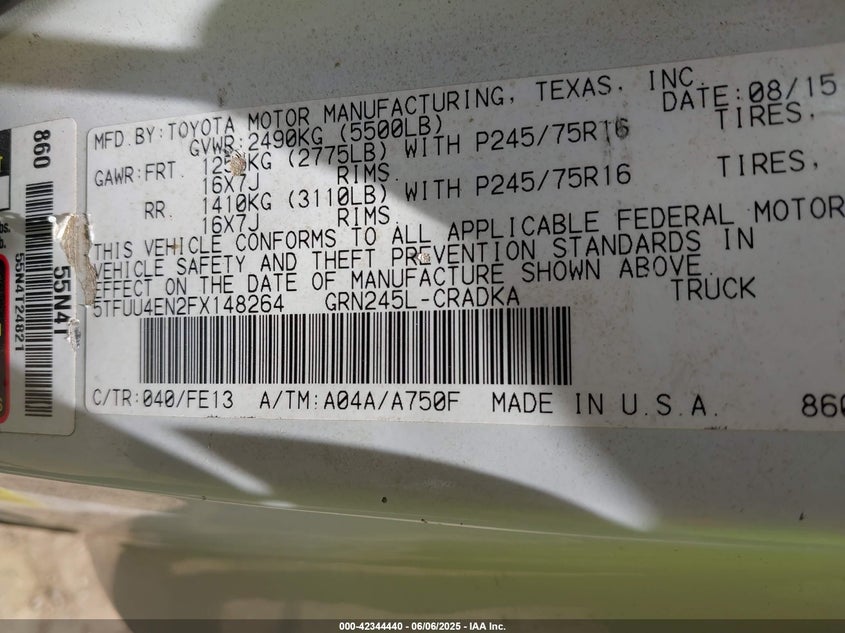 MFD.BY:TOYOTA MOTOR MANUFACTURING, TEXAS, INC.
DATE:08/15
GVWR:2490KG (5500LB)
GAWR:FRT. KG (2775LB) WITH P245/75R16 TIRES,
16X7J RIMS.
RR. 1410KG (3110LB) WITH P245/75R16 TIRES,
16X7J RIMS.
THIS VEHICLE CONFORMS TO ALL APPLICABLE FEDERAL MOTOR
VEHICLE SAFETY AND THEFT PREVENTION STANDARDS IN
EFFECT ON THE DATE OF MANUFACTURE SHOWN ABOVE.
5TFUU4EN2FX148264 GRN245L-CRADKA TRUCK
C/TR:040/FE13 A/TM:A04A/A750F MADE IN U.S.A. 860
860
55N41
55N4T24821
000-42344440 - 06/06/2025 - IAA Inc.